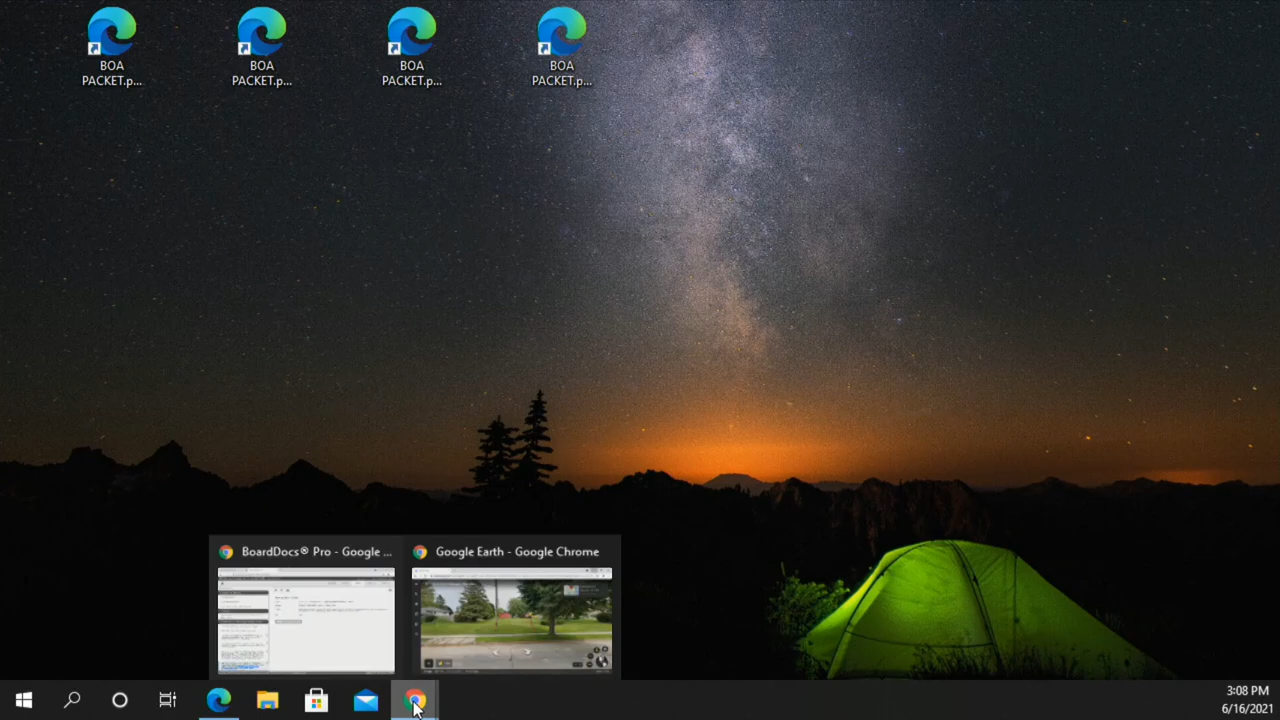 BOA
PACKET.p...
BOA
PACKET.p...
BOA
PACKET.p...
BOA
PACKET.p...
BoardDocs® Pro - Google ...
Google Earth - Google Chrome
3:08 PM
6/16/2021